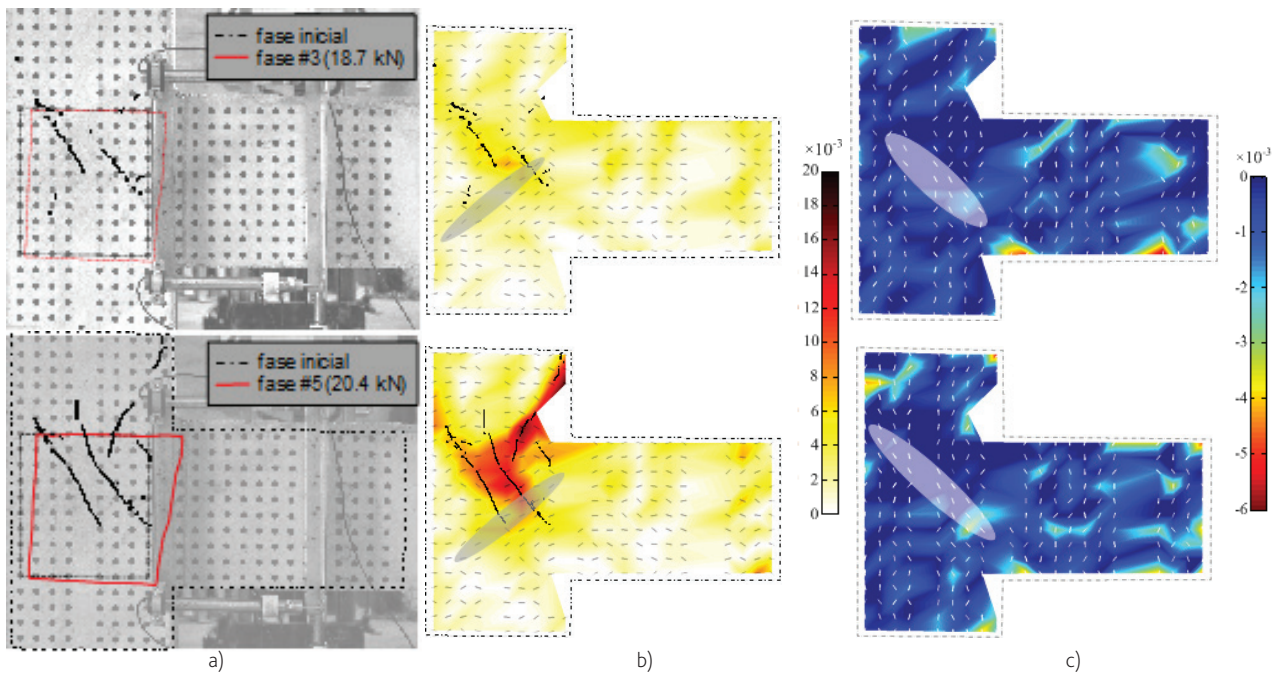 fase inicial
fase #3(18.7 kN)
×10⁻³
20
18
16
14
12
10
8
6
4
2
0
×10⁻³
0
-1
-2
-3
-4
-5
-6
fase inicial
fase #5(20.4 kN)
a)
b)
c)